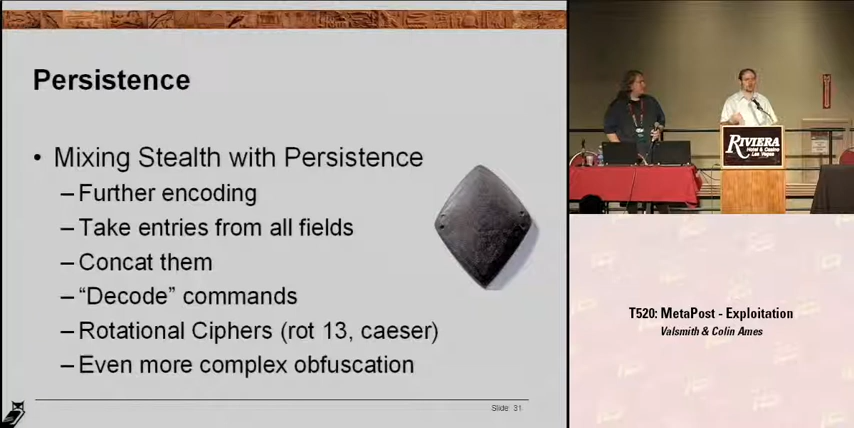 Persistence
• Mixing Stealth with Persistence
– Further encoding
– Take entries from all fields
– Concat them
– “Decode” commands
– Rotational Ciphers (rot 13, caeser)
– Even more complex obfuscation
Slide 31
RIVIERA
Hotel & Casino
Las Vegas
T520: MetaPost - Exploitation
Valsmith & Colin Ames